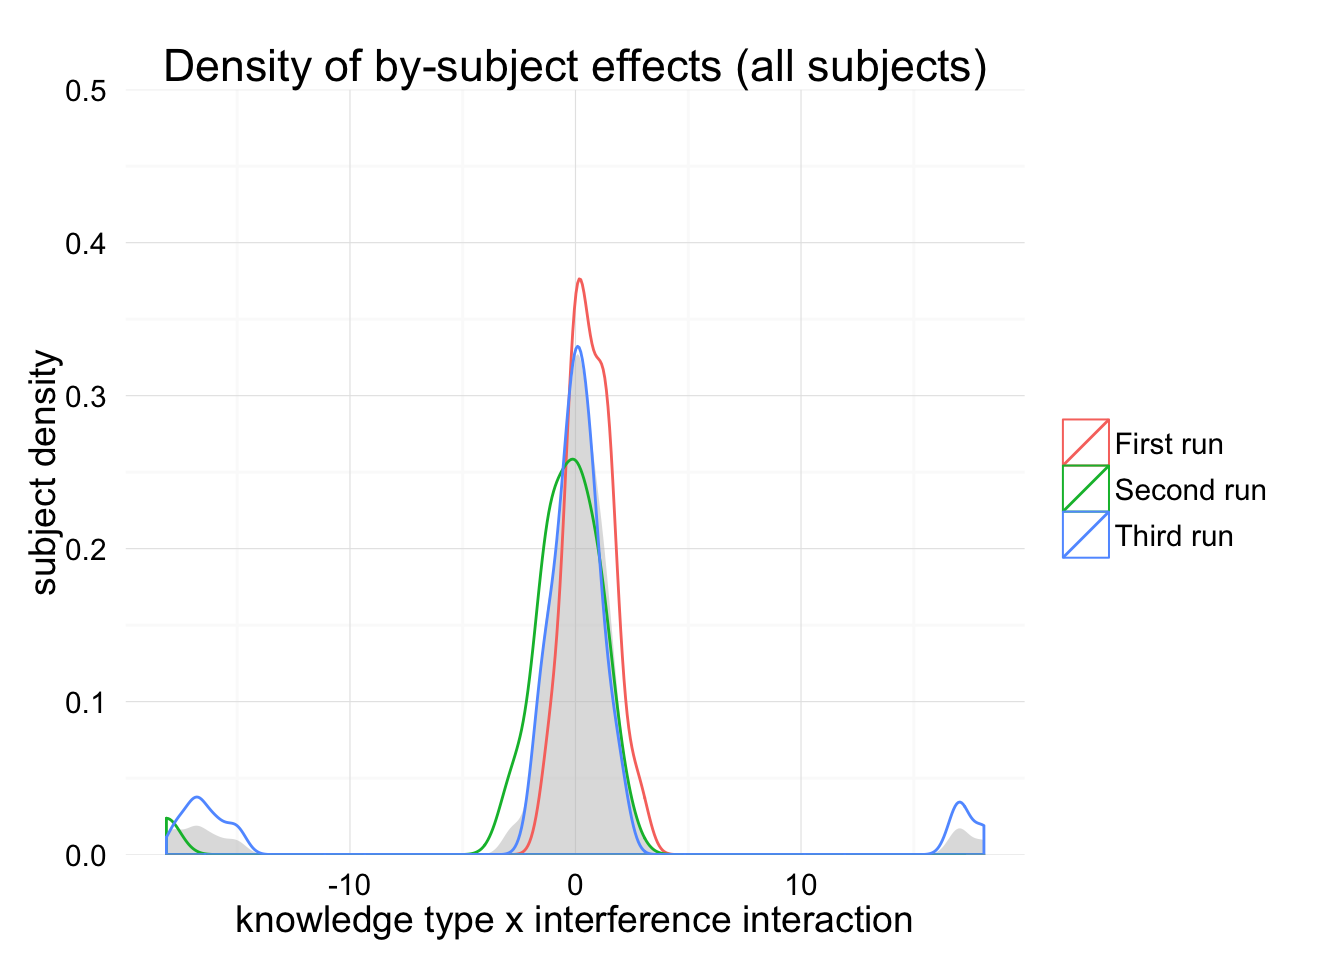 Density of by-subject effects (all subjects)
0.5
0.4
0.3
0.2
0.1
0.0
subject density
-10 0 10
knowledge type x interference interaction
First run
Second run
Third run